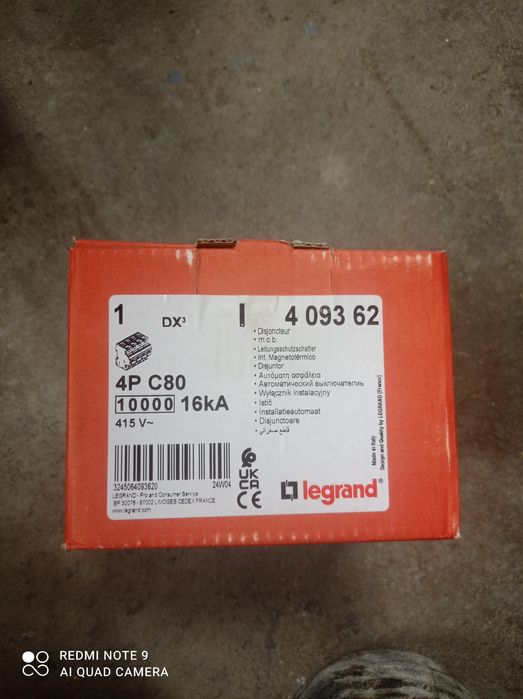 1
DX³
4 093 62
4P C80
10000 16kA
415 V~
• Disjoncteur
• m.c.b.
• Leitungsschutzschalter
• Int. Magnetotérmico
• Disjuntor
• Αυτόματη ασφάλεια
• Автоматический выключатель
• Wyłącznik instalacyjny
• Istič
• Installatieautomaat
• Disjunctoare
• قاطع صغراني
Made in Italy
Design and Quality by LEGRAND (France)
3245064093620
24W04
LEGRAND - Pro and Consumer Service
BP 30076 - 87002 LIMOGES CEDEX FRANCE
www.legrand.com
UK
CA
CE
legrand®
REDMI NOTE 9
AI QUAD CAMERA